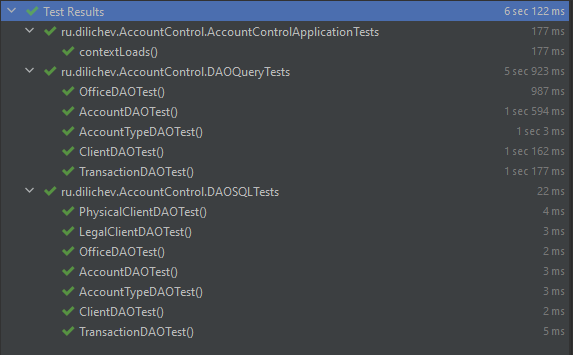 Test Results 6 sec 122 ms
ru.dilichev.AccountControl.AccountControlApplicationTests 177 ms
contextLoads() 177 ms
ru.dilichev.AccountControl.DAOQueryTests 5 sec 923 ms
OfficeDAOTest() 987 ms
AccountDAOTest() 1 sec 594 ms
AccountTypeDAOTest() 1 sec 3 ms
ClientDAOTest() 1 sec 162 ms
TransactionDAOTest() 1 sec 177 ms
ru.dilichev.AccountControl.DAOSQLTests 22 ms
PhysicalClientDAOTest() 4 ms
LegalClientDAOTest() 3 ms
OfficeDAOTest() 2 ms
AccountDAOTest() 3 ms
AccountTypeDAOTest() 3 ms
ClientDAOTest() 2 ms
TransactionDAOTest() 5 ms